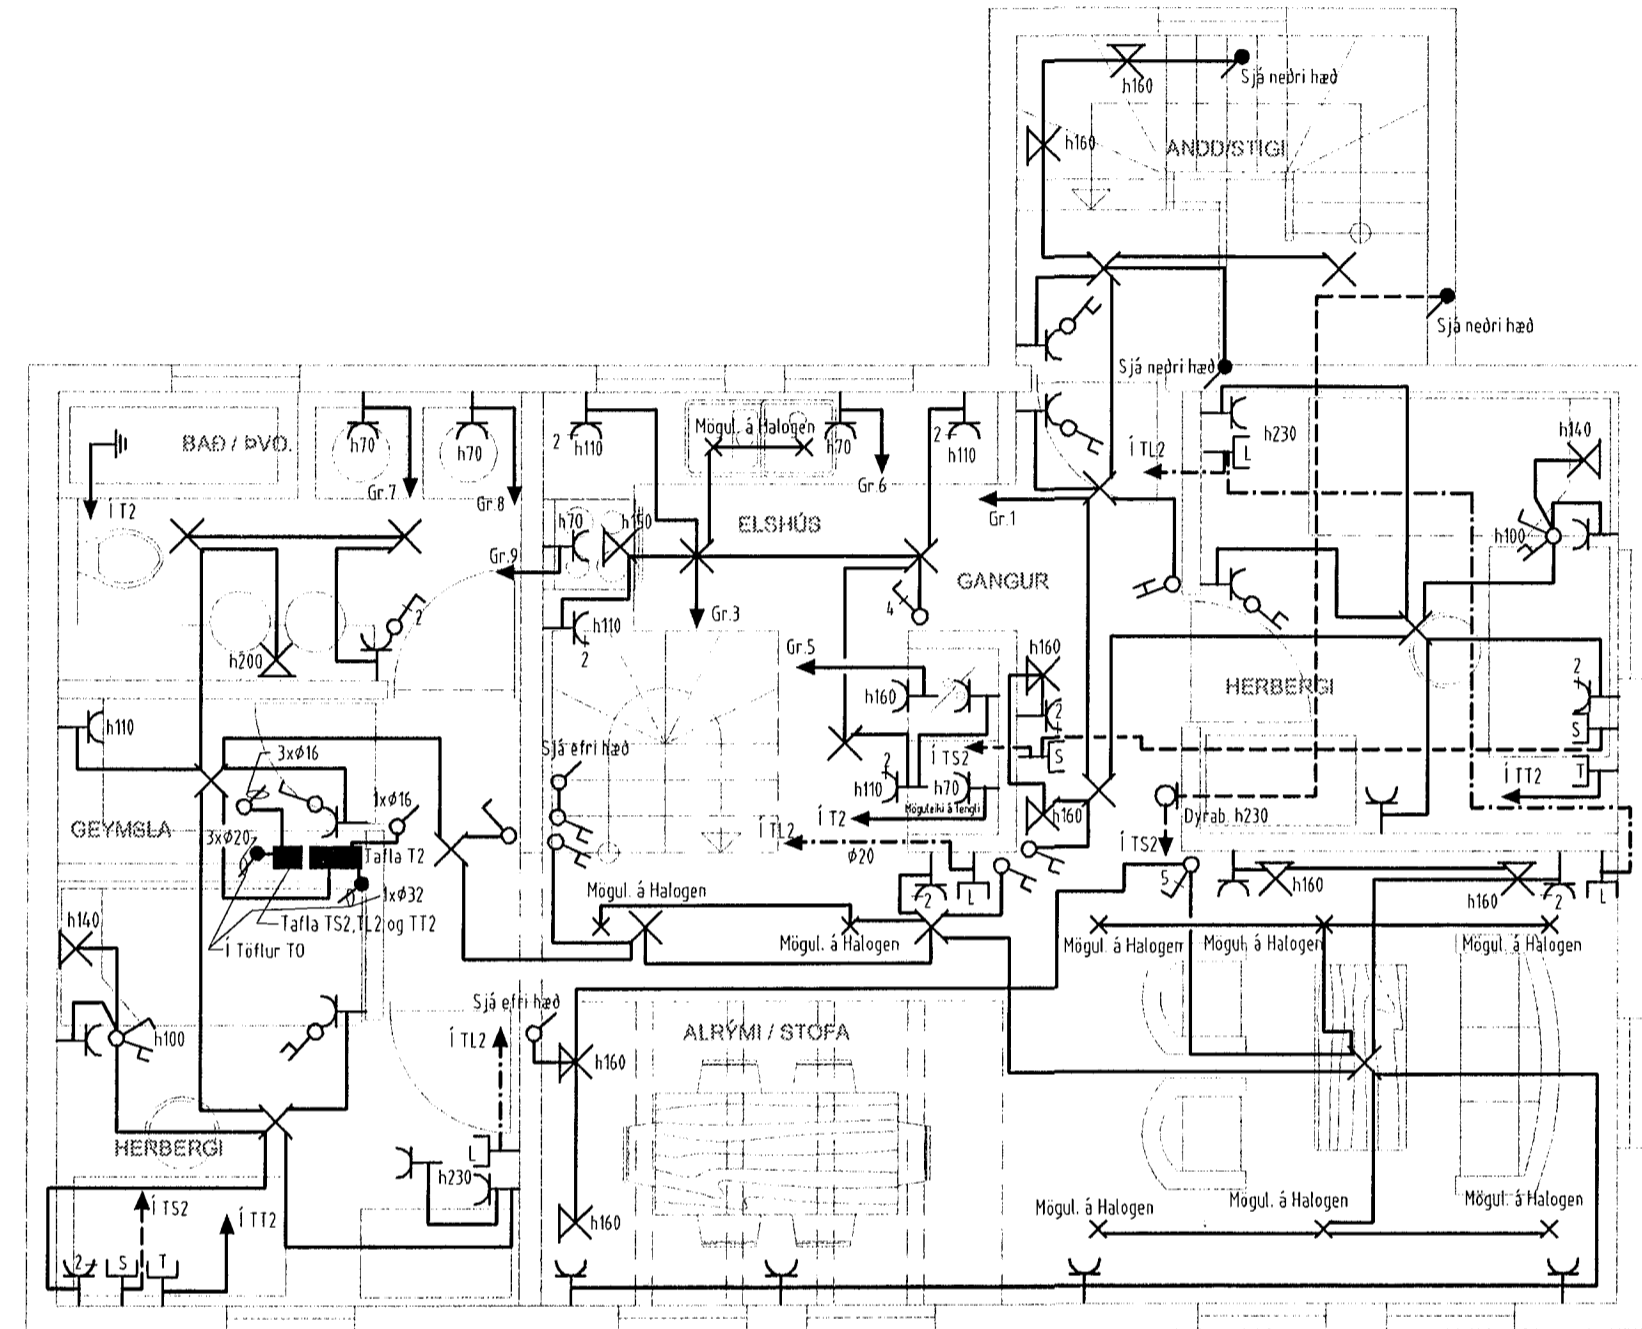 Sjá neðri hæð
h160
h160
ANDD/STIGI
Sjá neðri hæð
Sjá neðri hæð
BAÐ / ÞVO.
h70
h70
2
h110
Mögul. á Halogen
h70
2
h110
Í TL2
h230
L
h140
Gr.7
Gr.8
Gr.6
Gr.1
Í T2
h70
h150
ELSHÚS
h100
Gr.9
GANGUR
4
2
Gr.3
h110
2
Gr.5
h160
h200
h160
HERBERGI
2
2
S
h110
Sjá efri hæð
Í TS2
S
3xØ16
2
h110
h70
T
Í TT2
1xØ16
Möguleiki á Tengli
h160
Dyrab. h230
GEYMSLA
Í T2
3xØ20
Tafla T2
Í TL2
Ø20
Í TS2
1xØ32
Mögul. á Halogen
2
L
5
h160
h160
2
L
h140
Tafla TS2,TL2 og TT2
Í Töflur T0
Mögul. á Halogen
Mögul. á Halogen
Mögul. á Halogen
Mögul. á Halogen
Sjá efri hæð
h100
Í TL2
ALRÝMI / STOFA
h160
HERBERGI
L
h230
Í TS2
Í TT2
h160
Mögul. á Halogen
Mögul. á Halogen
Mögul. á Halogen
2
S
T